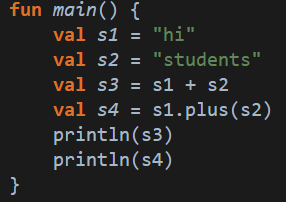 fun main() {
    val s1 = "hi"
    val s2 = "students"
    val s3 = s1 + s2
    val s4 = s1.plus(s2)
    println(s3)
    println(s4)
}